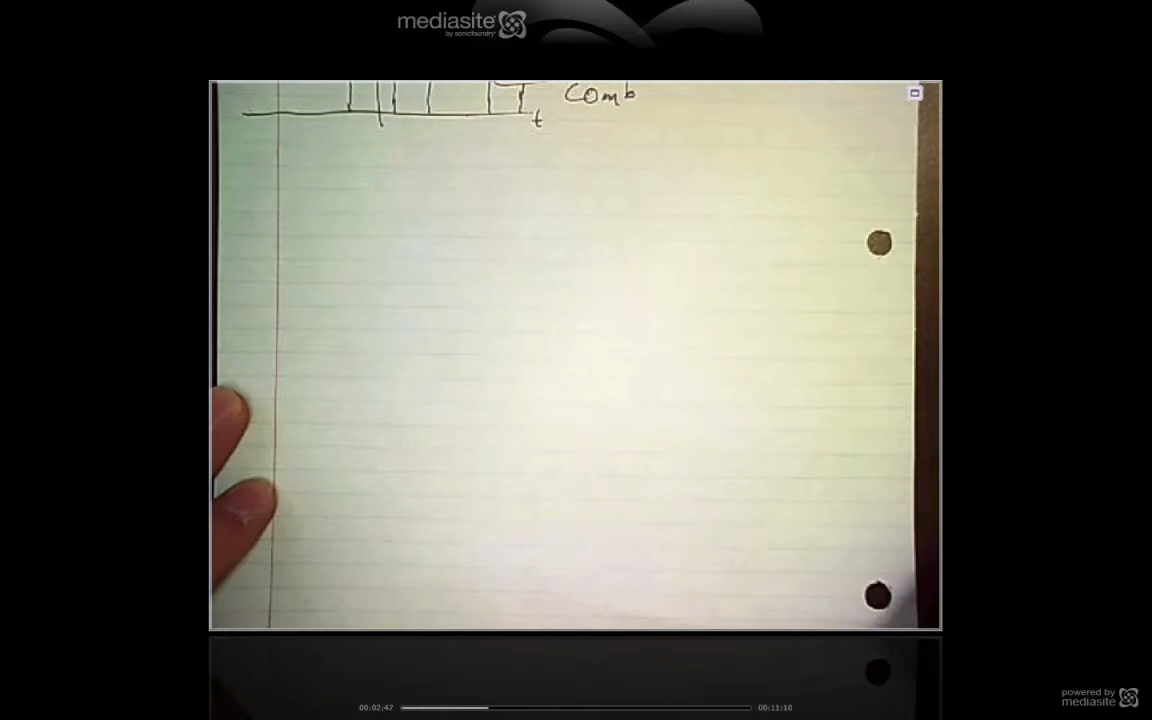 mediasite
by sonicfoundry
Comb
t
00:02:47
00:11:10
powered by
mediasite